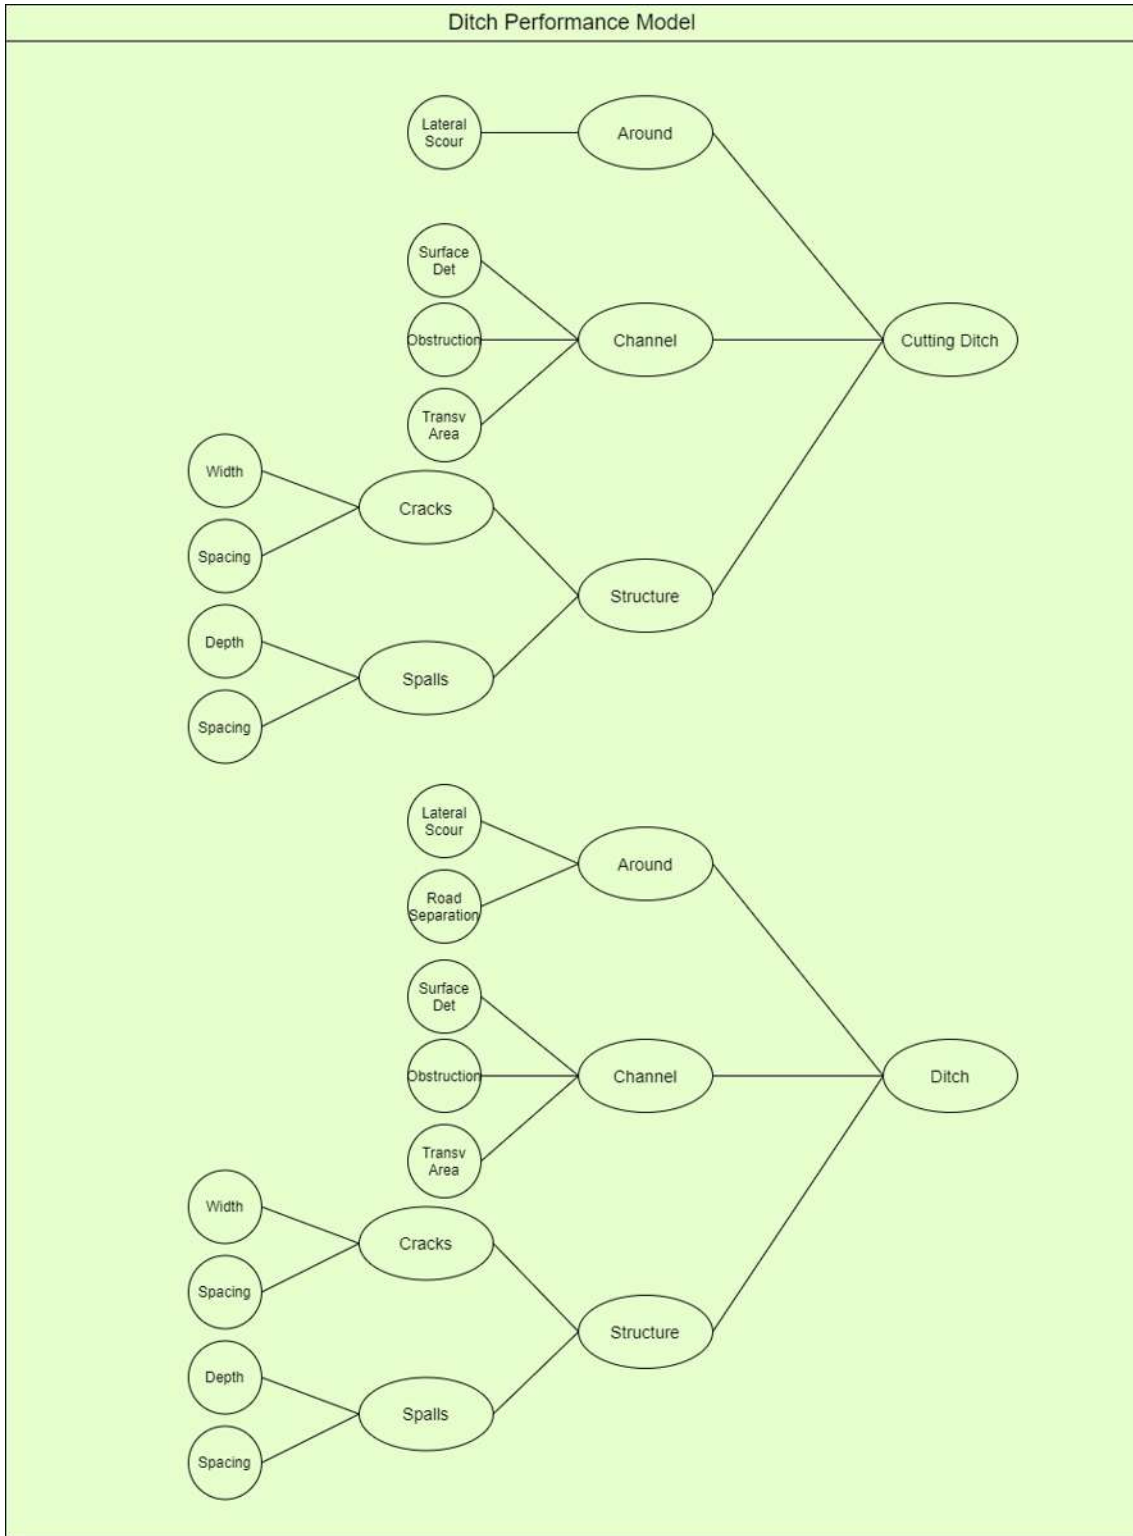 Ditch Performance Model
Lateral
Scour
Around
Surface
Det
Obstruction
Channel
Cutting Ditch
Transv
Area
Width
Cracks
Spacing
Structure
Depth
Spalls
Spacing
Lateral
Scour
Around
Road
Separation
Surface
Det
Obstruction
Channel
Ditch
Transv
Area
Width
Cracks
Spacing
Structure
Depth
Spalls
Spacing